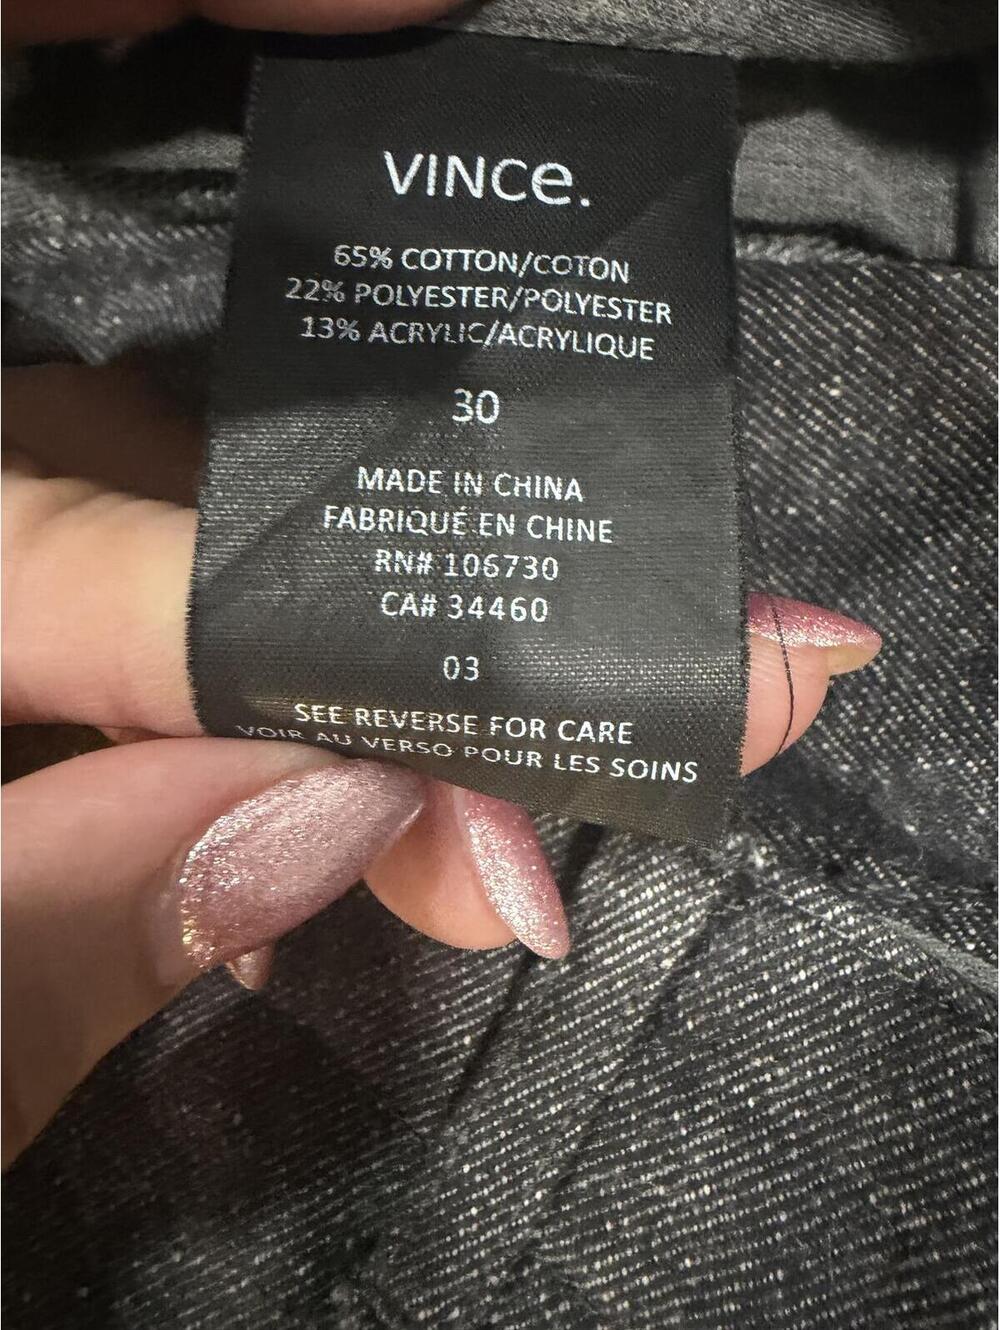 VINCe.
65% COTTON/COTON
22% POLYESTER/POLYESTER
13% ACRYLIC/ACRYLIQUE
30
MADE IN CHINA
FABRIQUÉ EN CHINE
RN# 106730
CA# 34460
03
SEE REVERSE FOR CARE
VOIR AU VERSO POUR LES SOINS